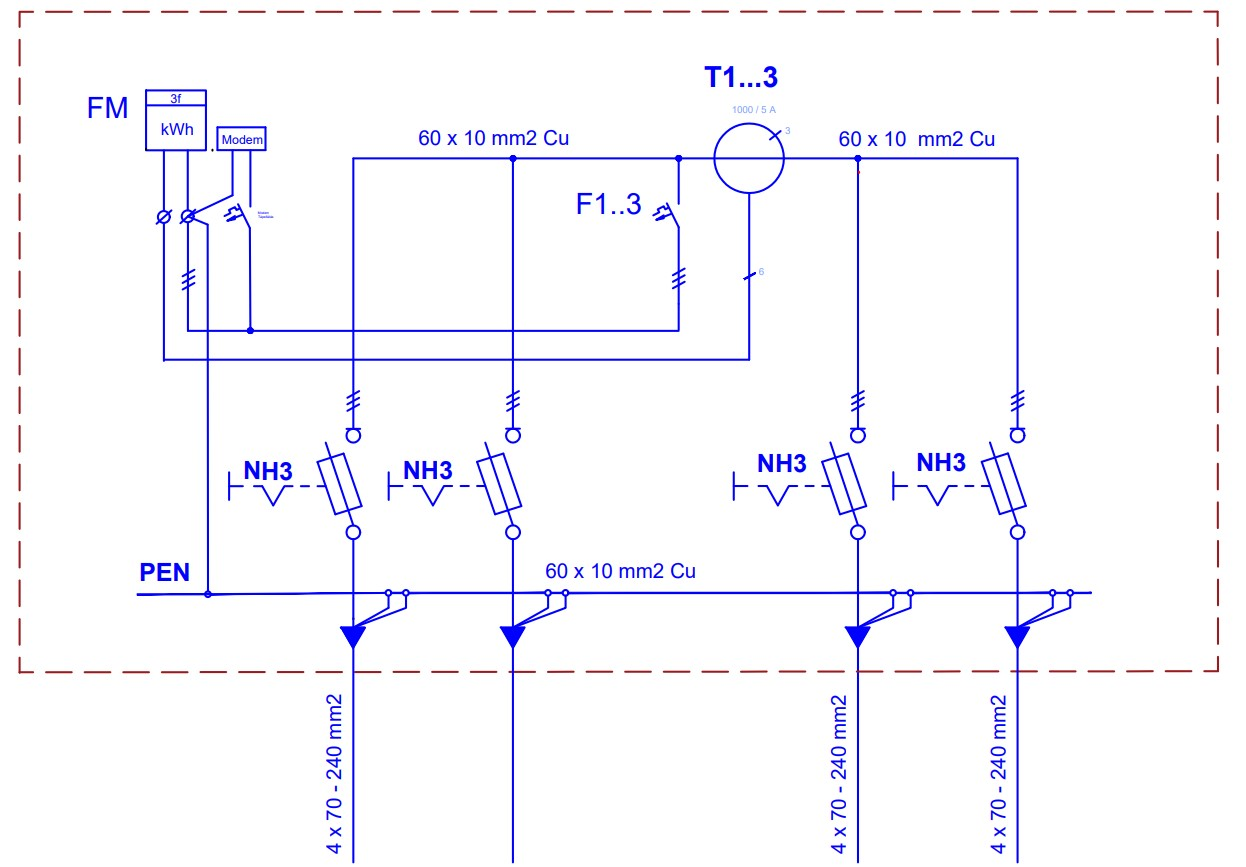 T1...3
FM
3f
kWh
Modem
1000 / 5 A
3
60 x 10 mm2 Cu
60 x 10 mm2 Cu
F1..3
6
NH3
NH3
NH3
NH3
PEN
60 x 10 mm2 Cu
4 x 70 - 240 mm2
4 x 70 - 240 mm2
4 x 70 - 240 mm2